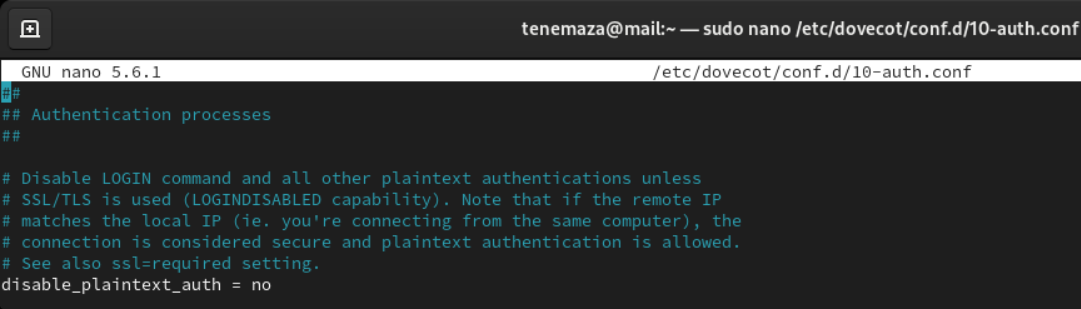 tenemaza@mail:~ — sudo nano /etc/dovecot/conf.d/10-auth.conf
GNU nano 5.6.1 /etc/dovecot/conf.d/10-auth.conf
##
## Authentication processes
##
# Disable LOGIN command and all other plaintext authentications unless
# SSL/TLS is used (LOGINDISABLED capability). Note that if the remote IP
# matches the local IP (ie. you're connecting from the same computer), the
# connection is considered secure and plaintext authentication is allowed.
# See also ssl=required setting.
disable_plaintext_auth = no